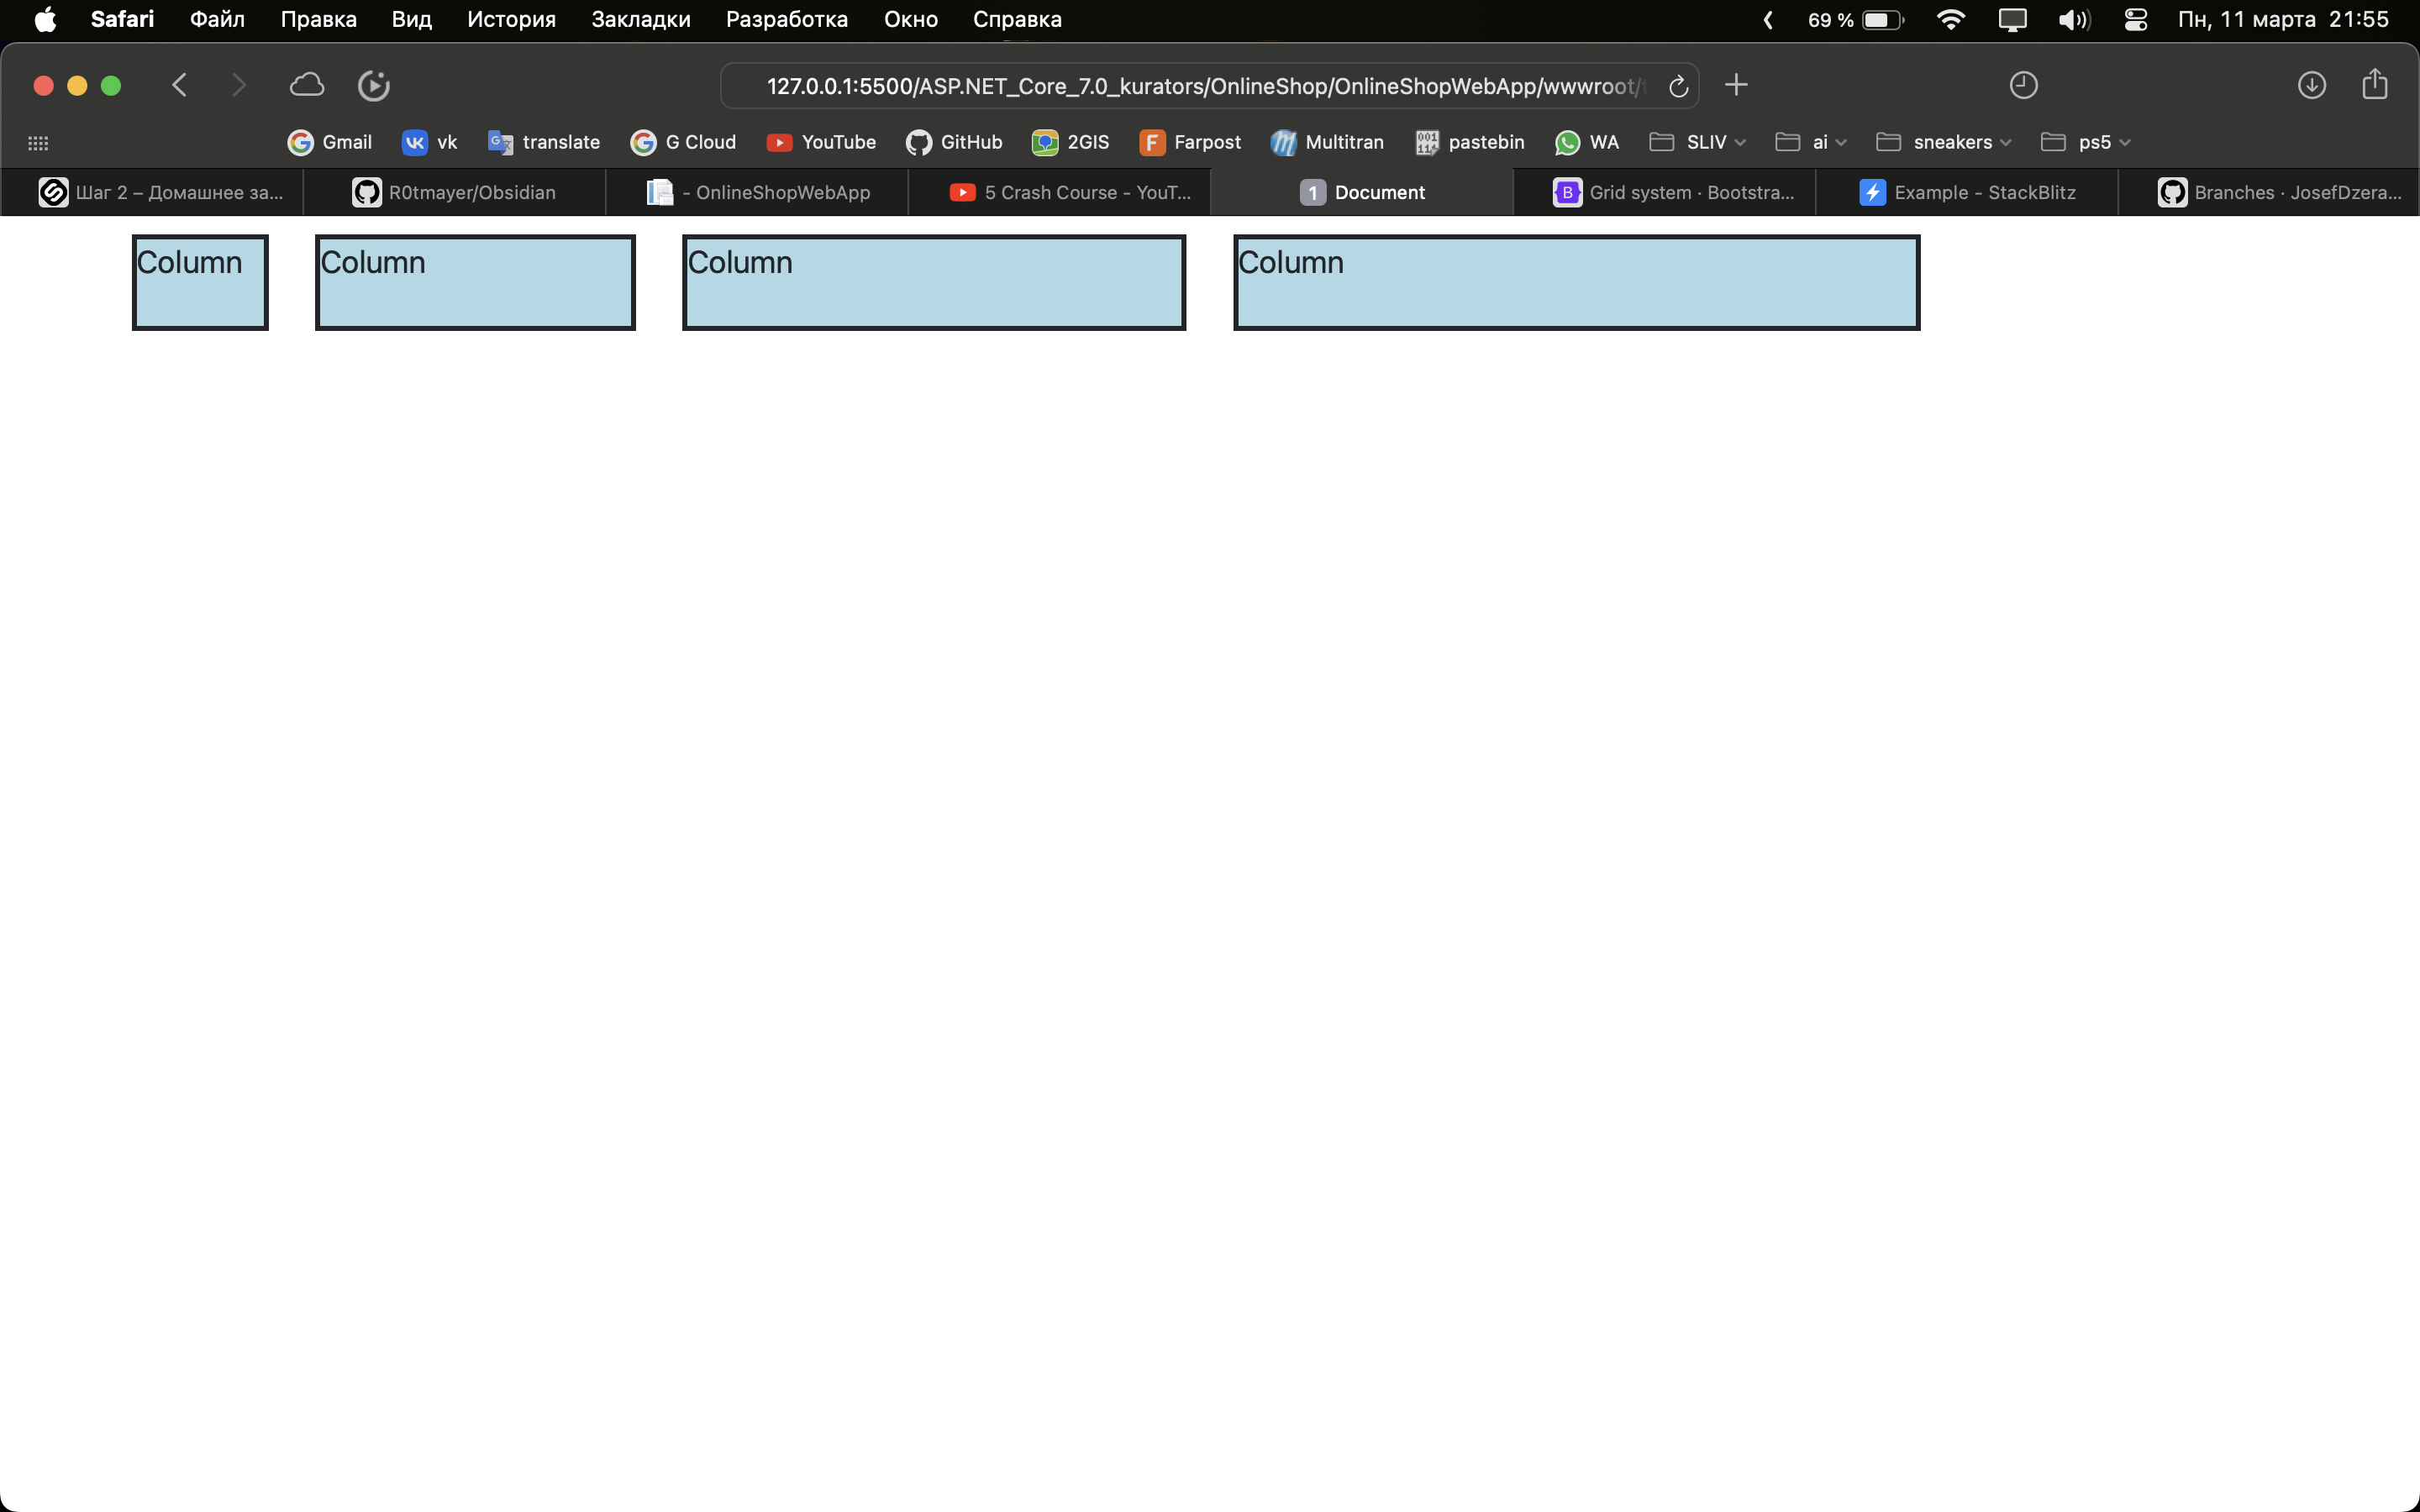 Safari Файл Правка Вид История Закладки Разработка Окно Справка 69 % Пн, 11 марта 21:55
127.0.0.1:5500/ASP.NET_Core_7.0_kurators/OnlineShop/OnlineShopWebApp/wwwroot/t
Gmail vk translate G Cloud YouTube GitHub 2GIS Farpost Multitran pastebin WA SLIV ai sneakers ps5
Шаг 2 – Домашнее за... R0tmayer/Obsidian - OnlineShopWebApp 5 Crash Course - YouT... 1 Document B Grid system · Bootstra... Example - StackBlitz Branches · JosefDzera...
Column Column Column Column